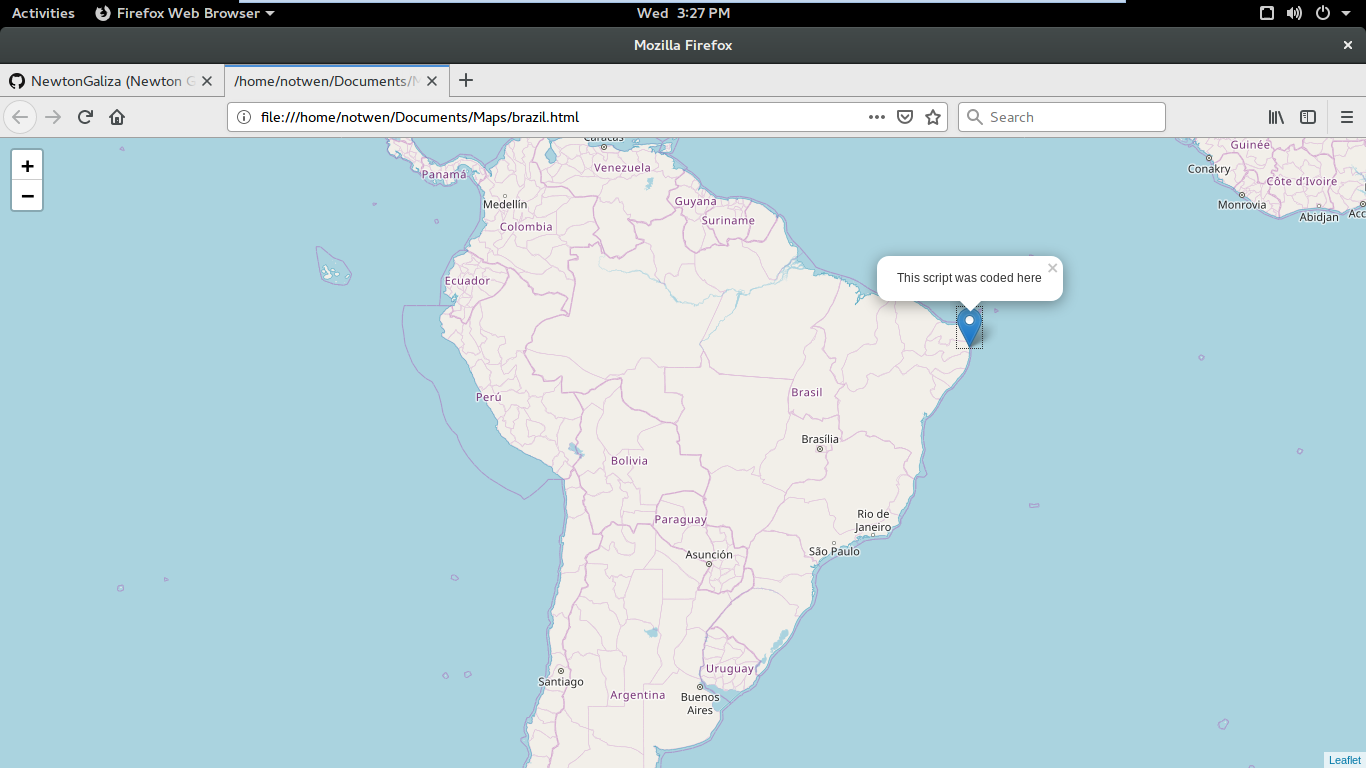 Activities Firefox Web Browser Wed 3:27 PM
Mozilla Firefox
NewtonGaliza (Newton G /home/notwen/Documents/M
file:///home/notwen/Documents/Maps/brazil.html Search
+
−
Caracas
Panamá
Venezuela
Guinée
Conakry
Côte d'Ivoire
Medellín
Guyana
Monrovia
Abidjan
Acc
Suriname
Colombia
Ecuador
This script was coded here
×
Perú
Brasil
Brasília
Bolivia
Paraguay
Rio de
Janeiro
São Paulo
Asunción
Uruguay
Santiago
Argentina
Buenos
Aires
Leaflet